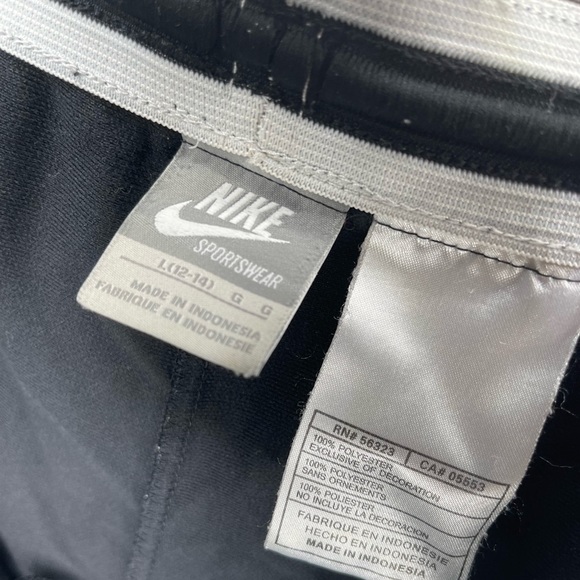 NIKE
SPORTSWEAR
L(12-14) G G
MADE IN INDONESIA
FABRIQUE EN INDONESIE
RN# 56323 CA# 05553
100% POLYESTER
EXCLUSIVE OF DECORATION
100% POLYESTER
SANS ORNEMENTS
100% POLIESTER
NO INCLUYE LA DECORACION
FABRIQUE EN INDONESIE
HECHO EN INDONESIA
MADE IN INDONESIA